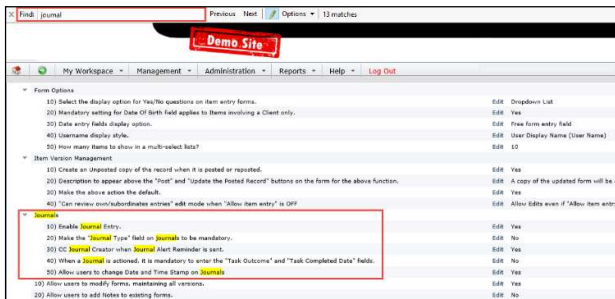 X Find: journal Previous Next Options 13 matches
Demo Site
My Workspace Management Administration Reports Help Log Out
Form Options
10) Select the display option for Yes/No questions on item entry forms. Edit Dropdown List
20) Mandatory setting for Date Of Birth field applies to Items involving a Client only. Edit Yes
30) Date entry fields display option. Edit Free form entry field
40) Username display style. Edit User Display Name (User Name)
50) How many items to show in a multi-select lists? Edit 10
Item Version Management
10) Create an Unposted copy of the record when it is posted or reposted. Edit Yes
20) Description to appear above the "Post" and "Update the Posted Record" buttons on the form for the above function. Edit A copy of the updated form will be
30) Make the above action the default. Edit Yes
40) "Can review own/subordinates entries" edit mode when "Allow item entry" is OFF Edit Allow Edits even if "Allow item entr
Journals
10) Enable Journal Entry. Edit Yes
20) Make the "Journal Type" field on journals to be mandatory. Edit No
30) CC Journal Creator when Journal Alert Reminder is sent. Edit Yes
40) When a Journal is actioned, it is mandatory to enter the "Task Outcome" and "Task Completed Date" fields. Edit No
50) Allow users to change Date and Time Stamp on Journals Edit Yes
10) Allow users to modify forms, maintaining all versions. Edit Yes
20) Allow users to add Notes to existing forms. Edit No